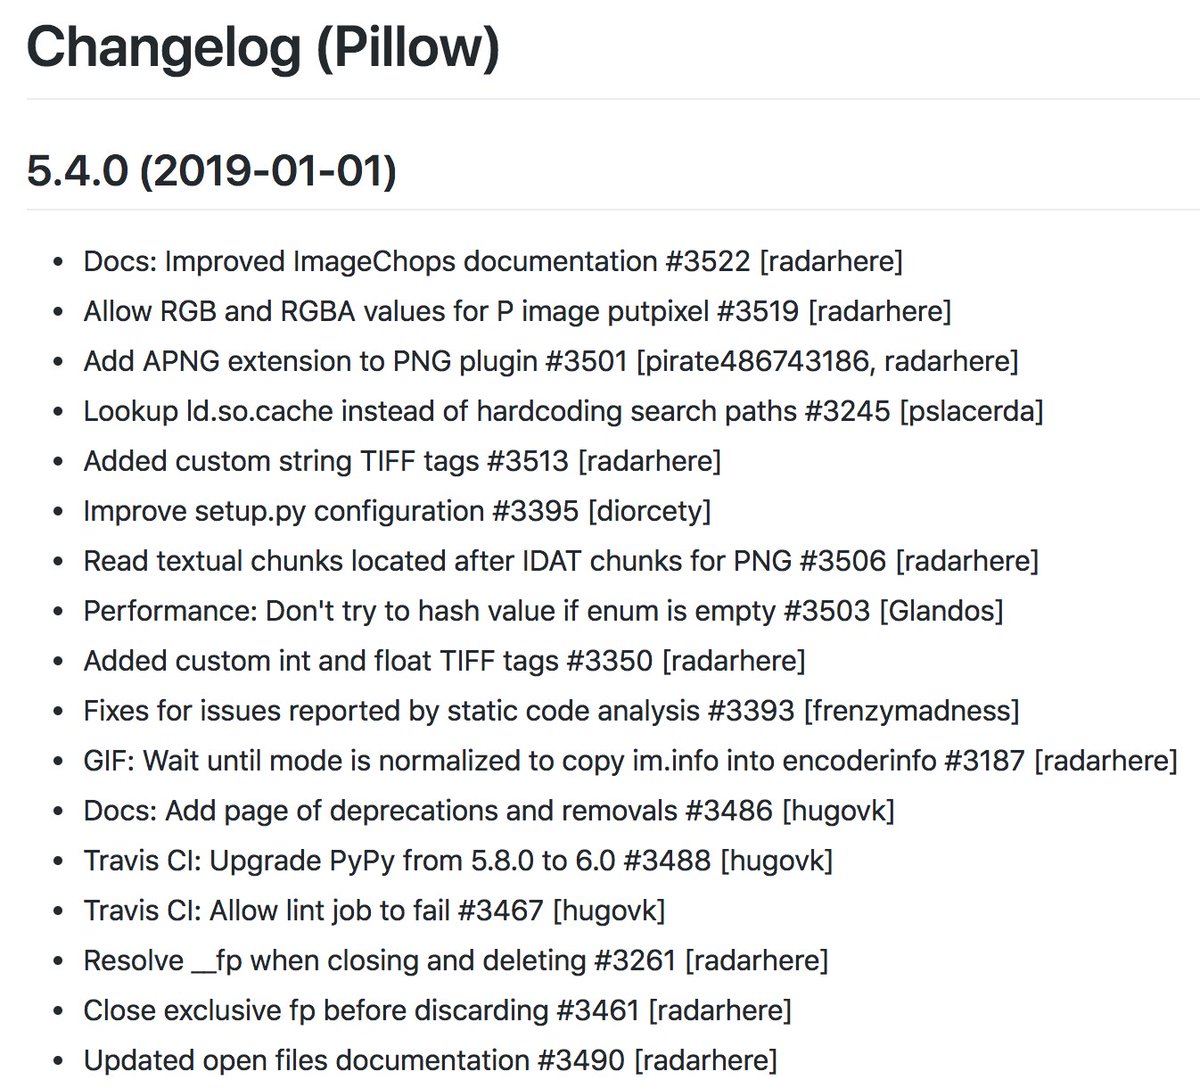 Changelog (Pillow)
5.4.0 (2019-01-01)
• Docs: Improved ImageChops documentation #3522 [radarhere]
• Allow RGB and RGBA values for P image putpixel #3519 [radarhere]
• Add APNG extension to PNG plugin #3501 [pirate486743186, radarhere]
• Lookup ld.so.cache instead of hardcoding search paths #3245 [pslacerda]
• Added custom string TIFF tags #3513 [radarhere]
• Improve setup.py configuration #3395 [diorcety]
• Read textual chunks located after IDAT chunks for PNG #3506 [radarhere]
• Performance: Don't try to hash value if enum is empty #3503 [Glandos]
• Added custom int and float TIFF tags #3350 [radarhere]
• Fixes for issues reported by static code analysis #3393 [frenzymadness]
• GIF: Wait until mode is normalized to copy im.info into encoderinfo #3187 [radarhere]
• Docs: Add page of deprecations and removals #3486 [hugovk]
• Travis CI: Upgrade PyPy from 5.8.0 to 6.0 #3488 [hugovk]
• Travis CI: Allow lint job to fail #3467 [hugovk]
• Resolve __fp when closing and deleting #3261 [radarhere]
• Close exclusive fp before discarding #3461 [radarhere]
• Updated open files documentation #3490 [radarhere]